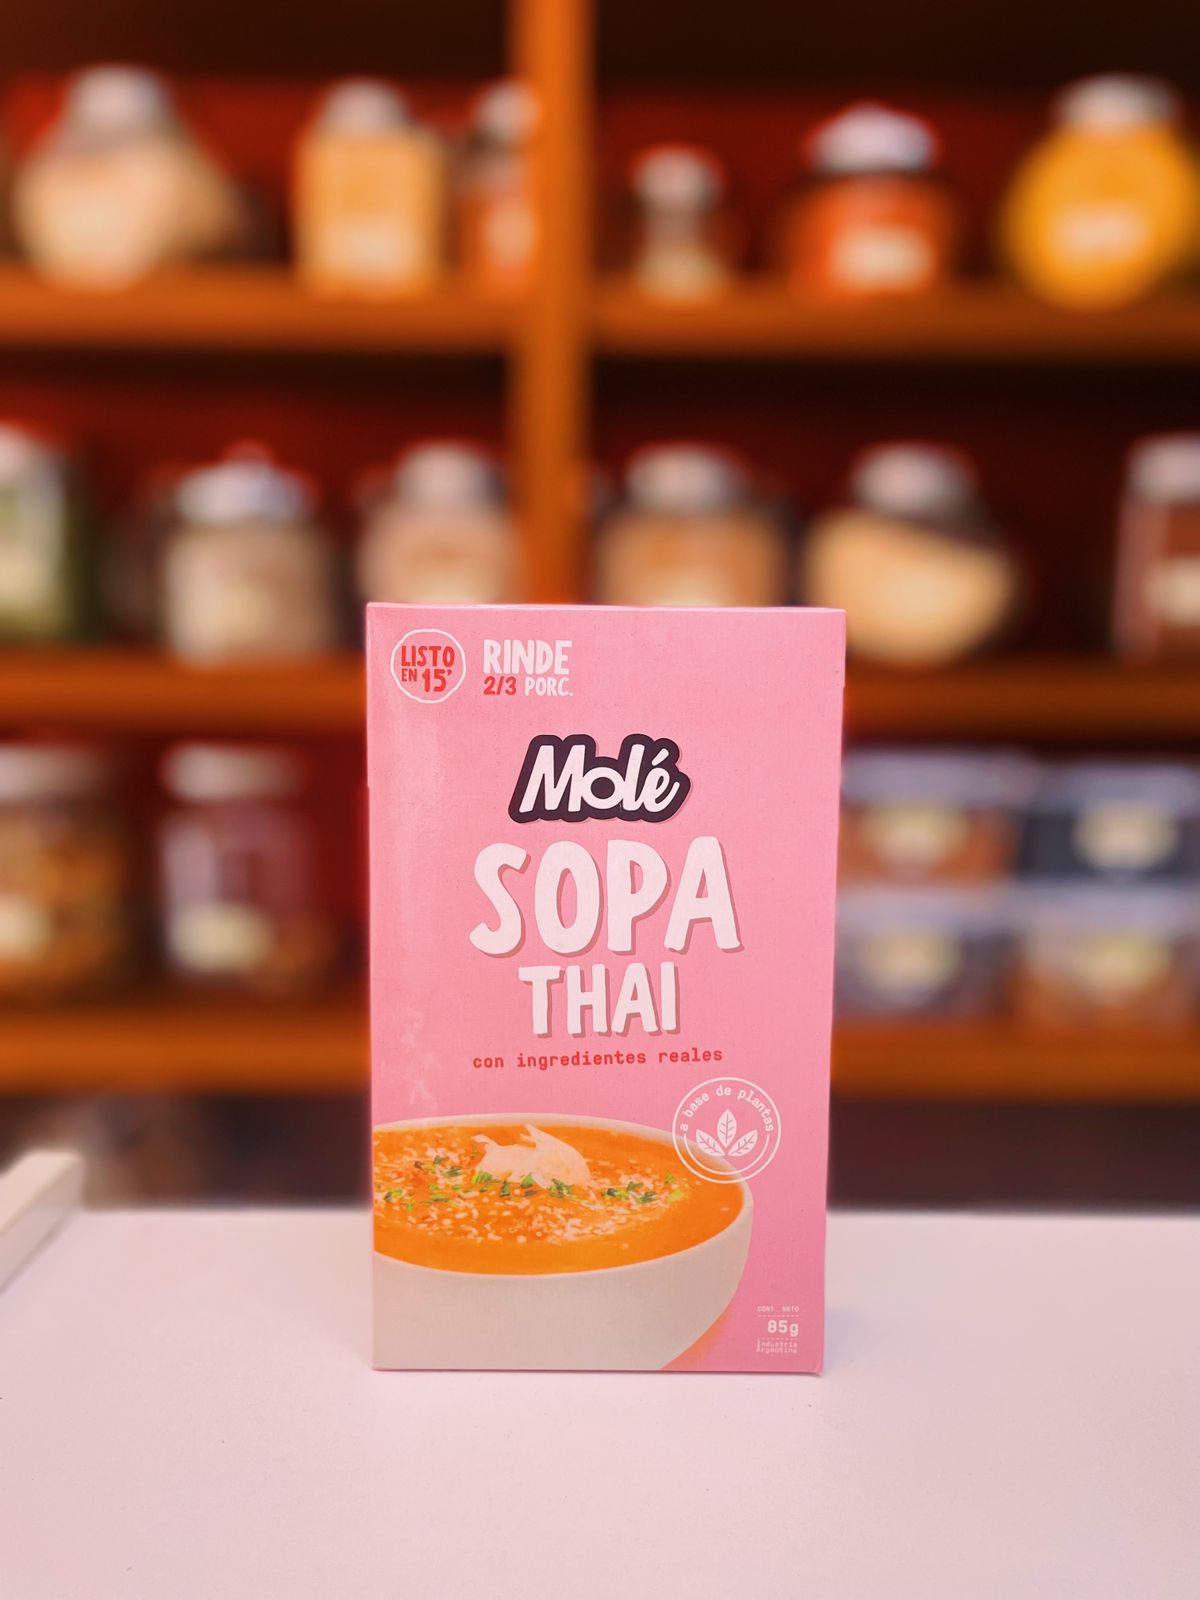 LISTO
EN 15'
RINDE
2/3 PORC.
Molé
SOPA
THAI
con ingredientes reales
a base de plantas
CONT. NETO
85g
Industria
Argentina